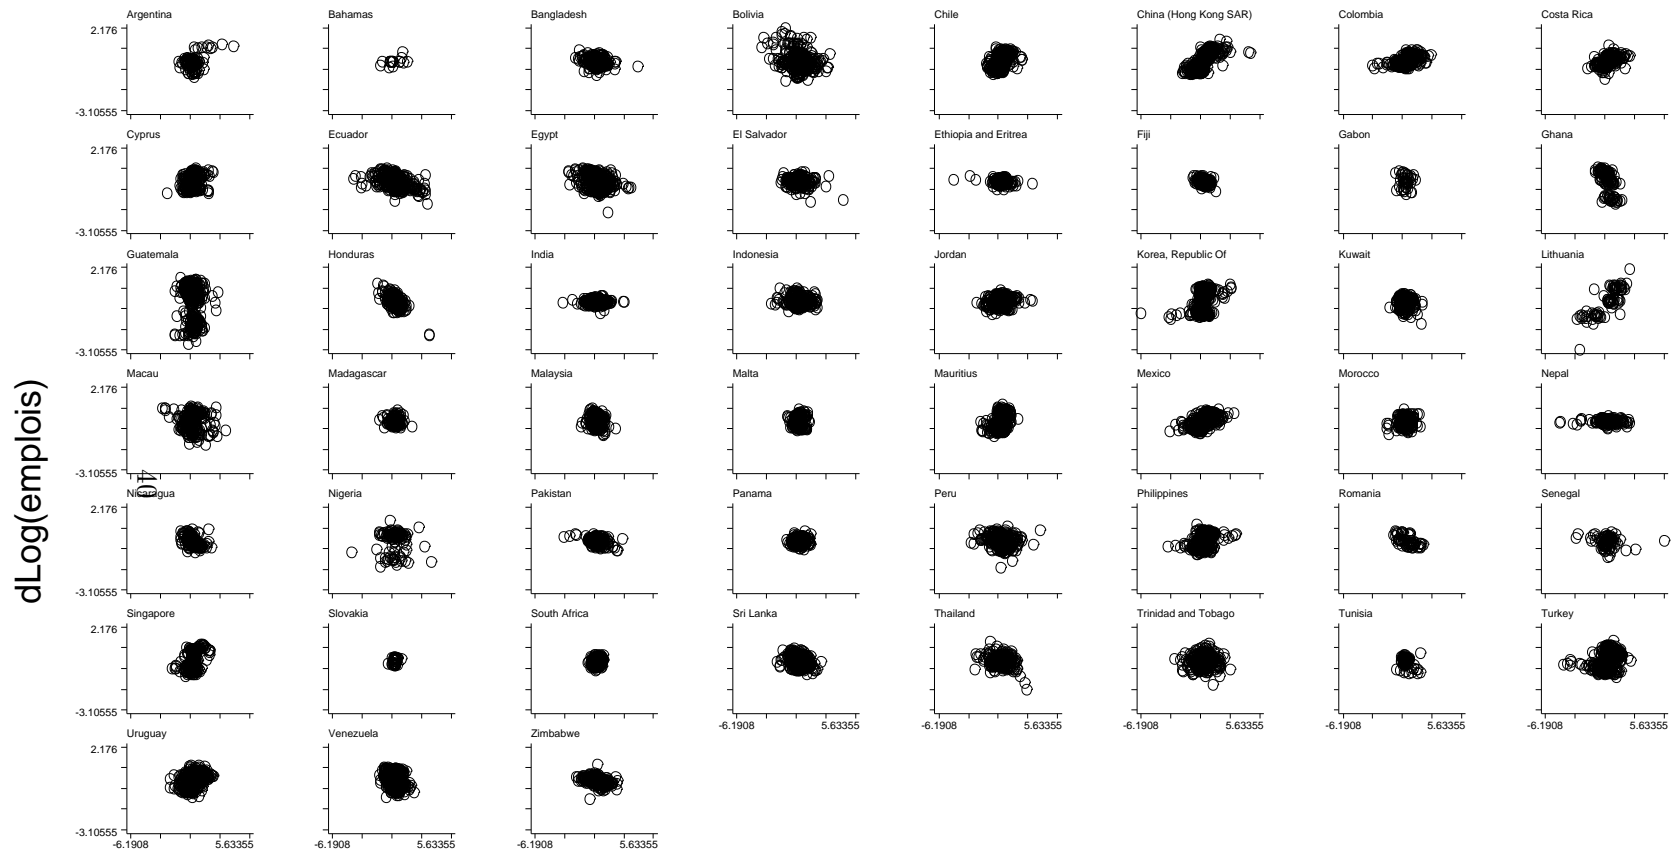 Argentina Bahamas Bangladesh Bolivia Chile China (Hong Kong SAR) Colombia Costa Rica
2.176
-3.10555
Cyprus Ecuador Egypt El Salvador Ethiopia and Eritrea Fiji Gabon Ghana
2.176
-3.10555
Guatemala Honduras India Indonesia Jordan Korea, Republic Of Kuwait Lithuania
2.176
-3.10555
Macau Madagascar Malaysia Malta Mauritius Mexico Morocco Nepal
2.176
-3.10555
dLog(emplois)
40
Nicaragua Nigeria Pakistan Panama Peru Philippines Romania Senegal
2.176
-3.10555
Singapore Slovakia South Africa Sri Lanka Thailand Trinidad and Tobago Tunisia Turkey
2.176
-3.10555
-6.1908 5.63355 -6.1908 5.63355 -6.1908 5.63355 -6.1908 5.63355 -6.1908 5.63355
Uruguay Venezuela Zimbabwe
2.176
-3.10555
-6.1908 5.63355 -6.1908 5.63355 -6.1908 5.63355